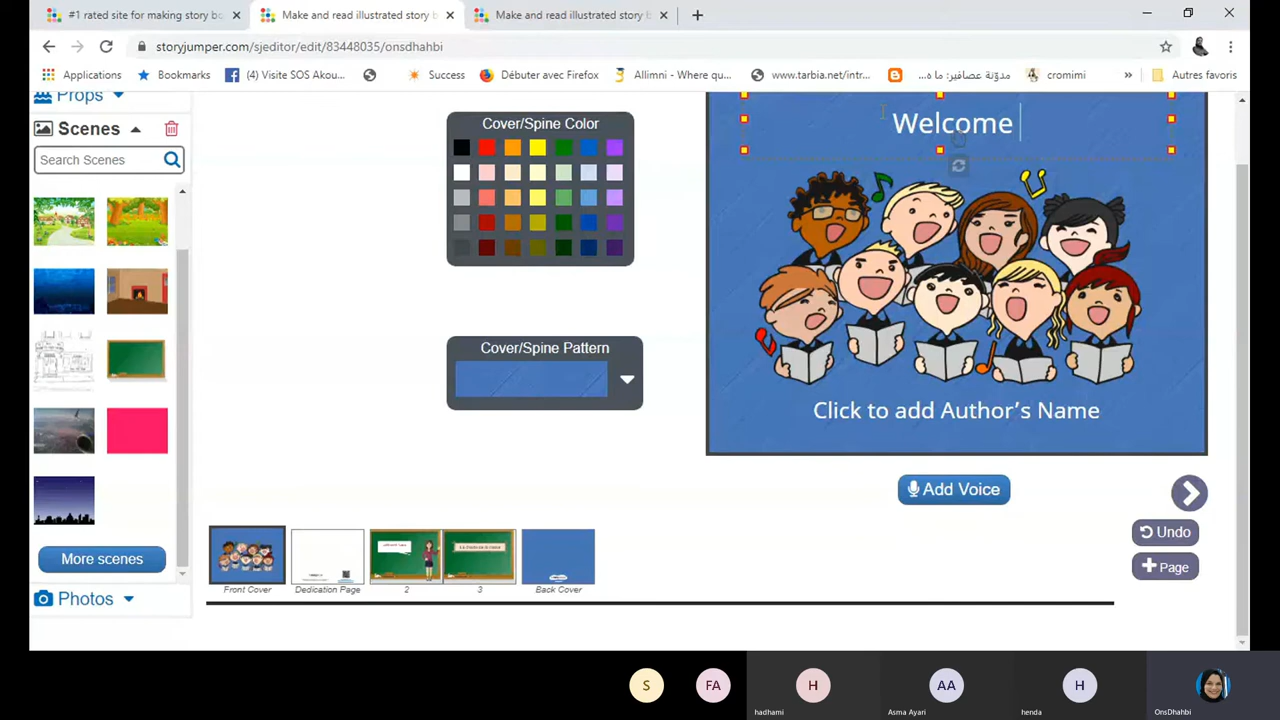 #1 rated site for making story bo
Make and read illustrated story b
Make and read illustrated story b
storyjumper.com/sjeditor/edit/83448035/onsdhahbi
Applications
Bookmarks
(4) Visite SOS Akou...
Success
Débuter avec Firefox
Allimni - Where qu...
www.tarbia.net/intr...
مدوّنة عصافير: ما ه...
cromimi
»
Autres favoris
Props
Scenes
Search Scenes
More scenes
Photos
Cover/Spine Color
Cover/Spine Pattern
Welcome
Click to add Author’s Name
Add Voice
Undo
Page
Front Cover
Dedication Page
2
3
Back Cover
S
FA
H
hadhami
AA
Asma Ayari
H
henda
OnsDhahbi